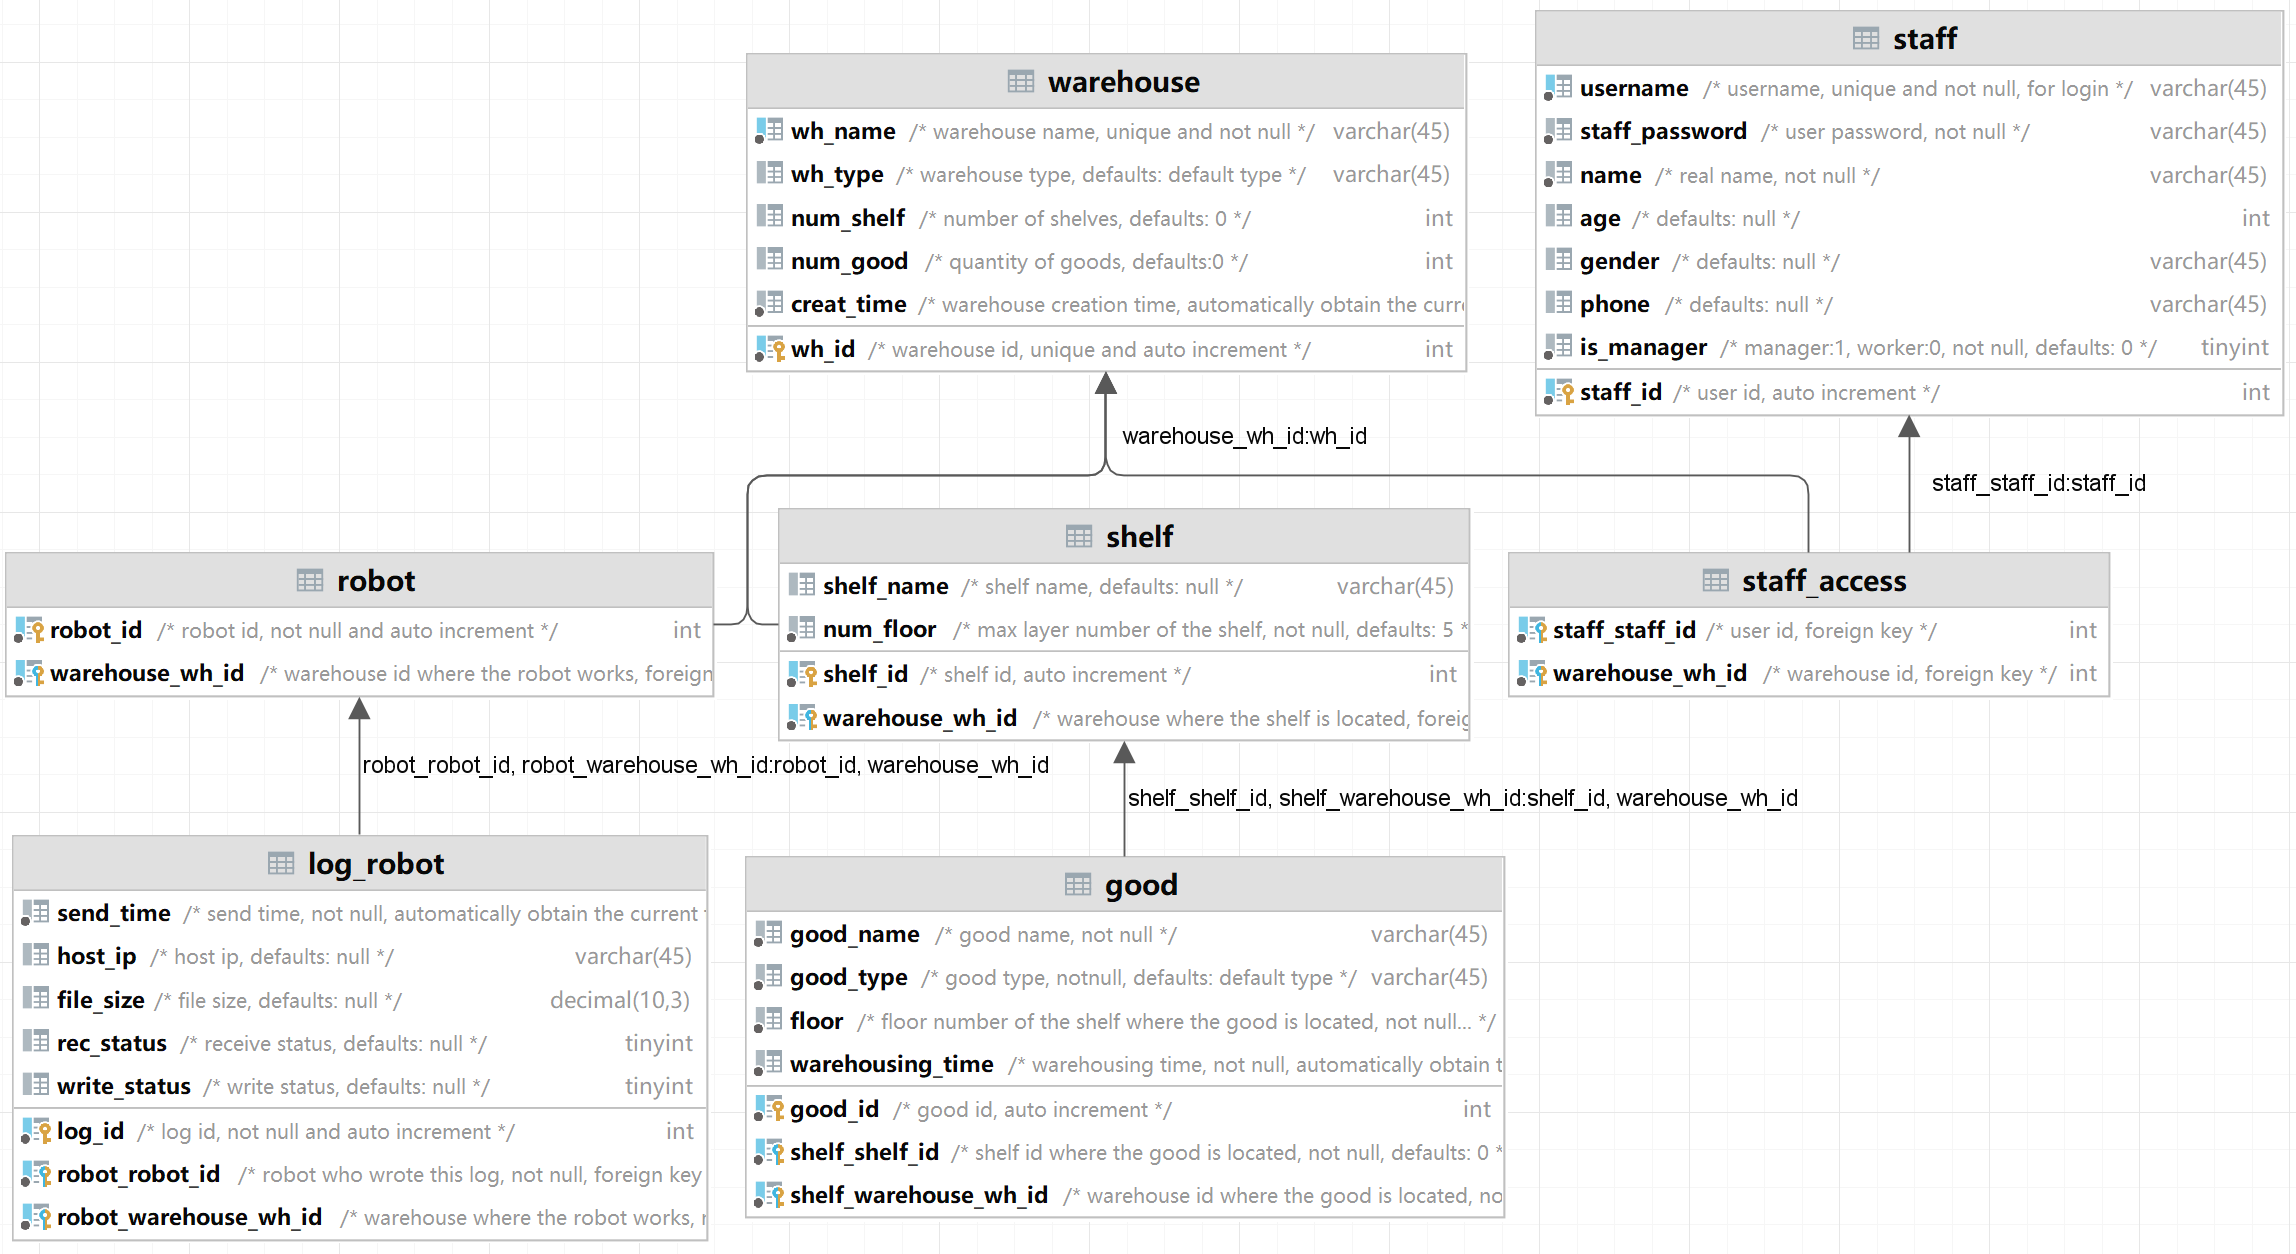 warehouse
wh_name /* warehouse name, unique and not null */ varchar(45)
wh_type /* warehouse type, defaults: default type */ varchar(45)
num_shelf /* number of shelves, defaults: 0 */ int
num_good /* quantity of goods, defaults:0 */ int
creat_time /* warehouse creation time, automatically obtain the curre
wh_id /* warehouse id, unique and auto increment */ int
staff
username /* username, unique and not null, for login */ varchar(45)
staff_password /* user password, not null */ varchar(45)
name /* real name, not null */ varchar(45)
age /* defaults: null */ int
gender /* defaults: null */ varchar(45)
phone /* defaults: null */ varchar(45)
is_manager /* manager:1, worker:0, not null, defaults: 0 */ tinyint
staff_id /* user id, auto increment */ int
warehouse_wh_id:wh_id
staff_staff_id:staff_id
robot
robot_id /* robot id, not null and auto increment */ int
warehouse_wh_id /* warehouse id where the robot works, foreign
shelf
shelf_name /* shelf name, defaults: null */ varchar(45)
num_floor /* max layer number of the shelf, not null, defaults: 5 *
shelf_id /* shelf id, auto increment */ int
warehouse_wh_id /* warehouse where the shelf is located, foreig
staff_access
staff_staff_id /* user id, foreign key */ int
warehouse_wh_id /* warehouse id, foreign key */ int
robot_robot_id, robot_warehouse_wh_id:robot_id, warehouse_wh_id
shelf_shelf_id, shelf_warehouse_wh_id:shelf_id, warehouse_wh_id
log_robot
send_time /* send time, not null, automatically obtain the current
host_ip /* host ip, defaults: null */ varchar(45)
file_size /* file size, defaults: null */ decimal(10,3)
rec_status /* receive status, defaults: null */ tinyint
write_status /* write status, defaults: null */ tinyint
log_id /* log id, not null and auto increment */ int
robot_robot_id /* robot who wrote this log, not null, foreign key
robot_warehouse_wh_id /* warehouse where the robot works, 
good
good_name /* good name, not null */ varchar(45)
good_type /* good type, notnull, defaults: default type */ varchar(45)
floor /* floor number of the shelf where the good is located, not null... */
warehousing_time /* warehousing time, not null, automatically obtain t
good_id /* good id, auto increment */ int
shelf_shelf_id /* shelf id where the good is located, not null, defaults: 0 *
shelf_warehouse_wh_id /* warehouse id where the good is located, no